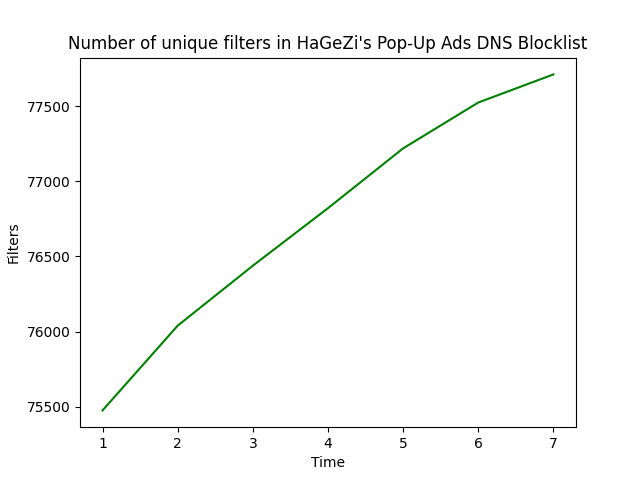 Number of unique filters in HaGeZi's Pop-Up Ads DNS Blocklist
77500
77000
76500
76000
75500
Filters
1 2 3 4 5 6 7
Time